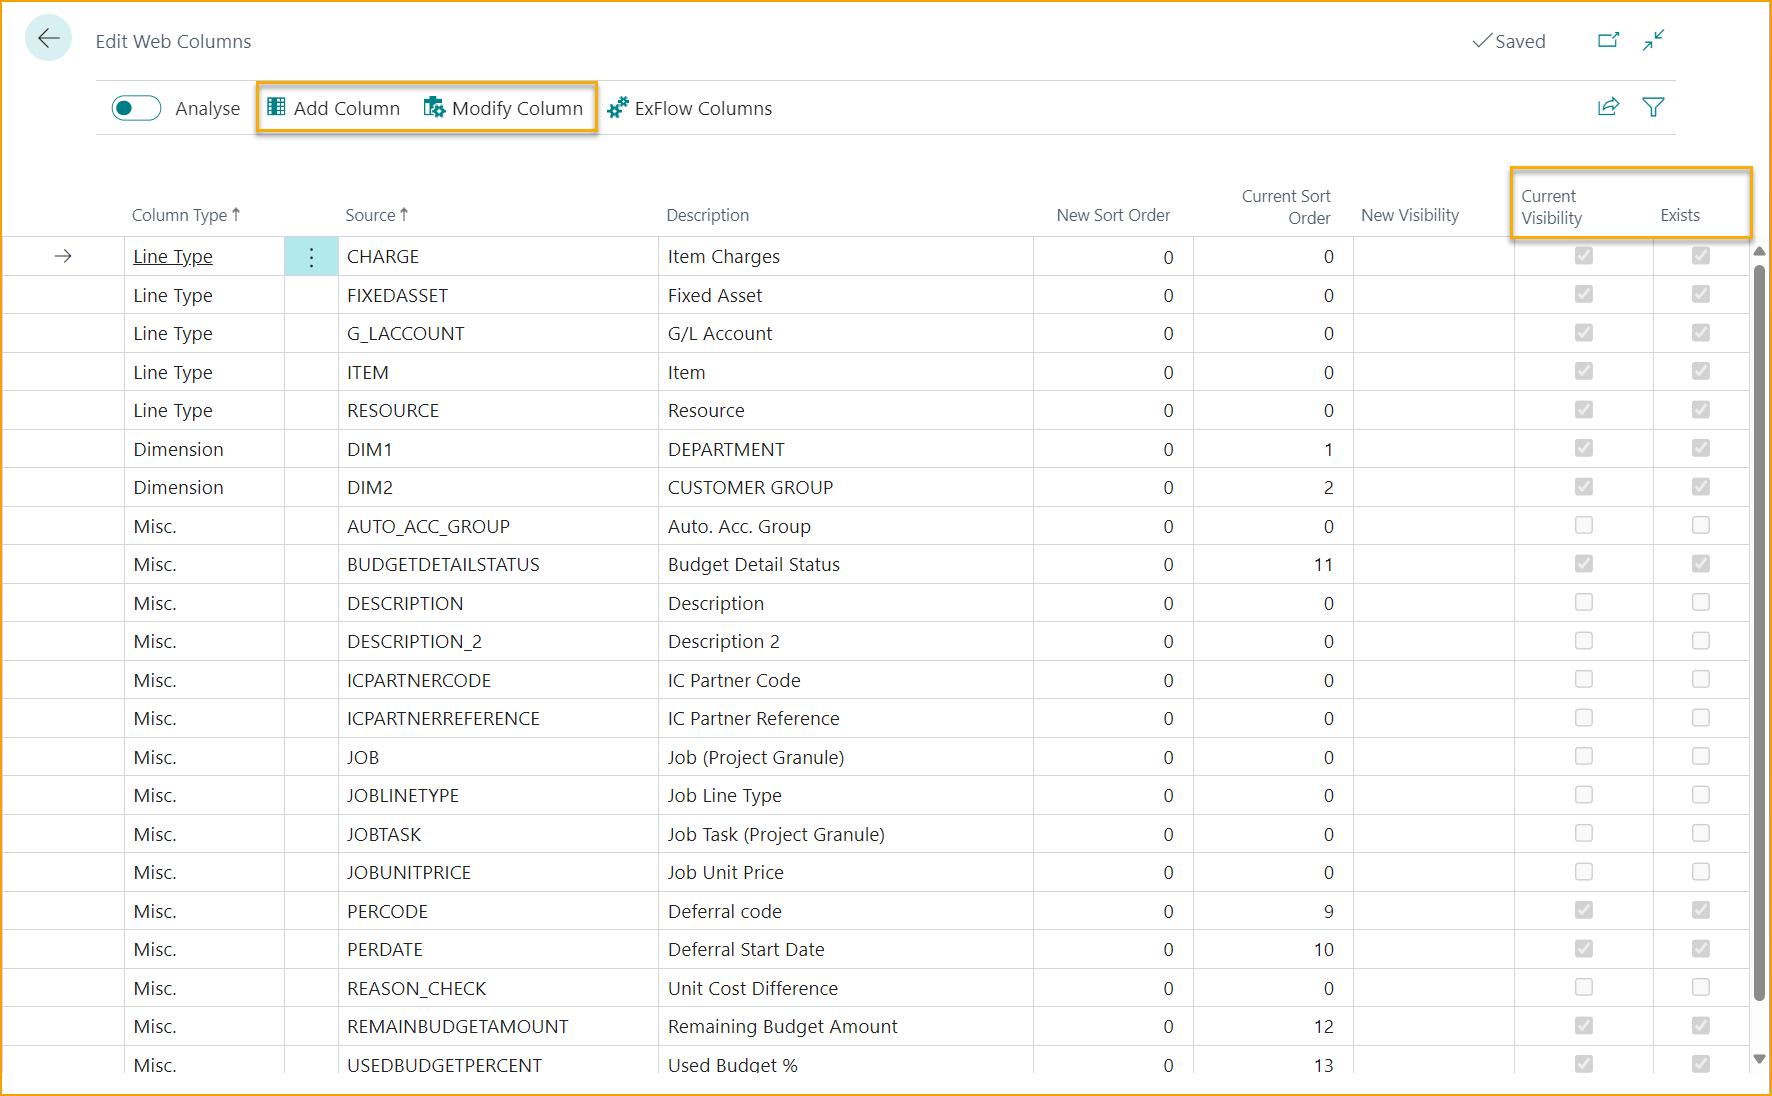 Edit Web Columns
Saved
Analyse Add Column Modify Column ExFlow Columns
Column Type Source Description New Sort Order Current Sort Order New Visibility Current Visibility Exists
Line Type CHARGE Item Charges 0 0
Line Type FIXEDASSET Fixed Asset 0 0
Line Type G_LACCOUNT G/L Account 0 0
Line Type ITEM Item 0 0
Line Type RESOURCE Resource 0 0
Dimension DIM1 DEPARTMENT 0 1
Dimension DIM2 CUSTOMER GROUP 0 2
Misc. AUTO_ACC_GROUP Auto. Acc. Group 0 0
Misc. BUDGETDETAILSTATUS Budget Detail Status 0 11
Misc. DESCRIPTION Description 0 0
Misc. DESCRIPTION_2 Description 2 0 0
Misc. ICPARTNERCODE IC Partner Code 0 0
Misc. ICPARTNERREFERENCE IC Partner Reference 0 0
Misc. JOB Job (Project Granule) 0 0
Misc. JOBLINETYPE Job Line Type 0 0
Misc. JOBTASK Job Task (Project Granule) 0 0
Misc. JOBUNITPRICE Job Unit Price 0 0
Misc. PERCODE Deferral code 0 9
Misc. PERDATE Deferral Start Date 0 10
Misc. REASON_CHECK Unit Cost Difference 0 0
Misc. REMAINBUDGETAMOUNT Remaining Budget Amount 0 12
Misc. USEDBUDGETPERCENT Used Budget % 0 13